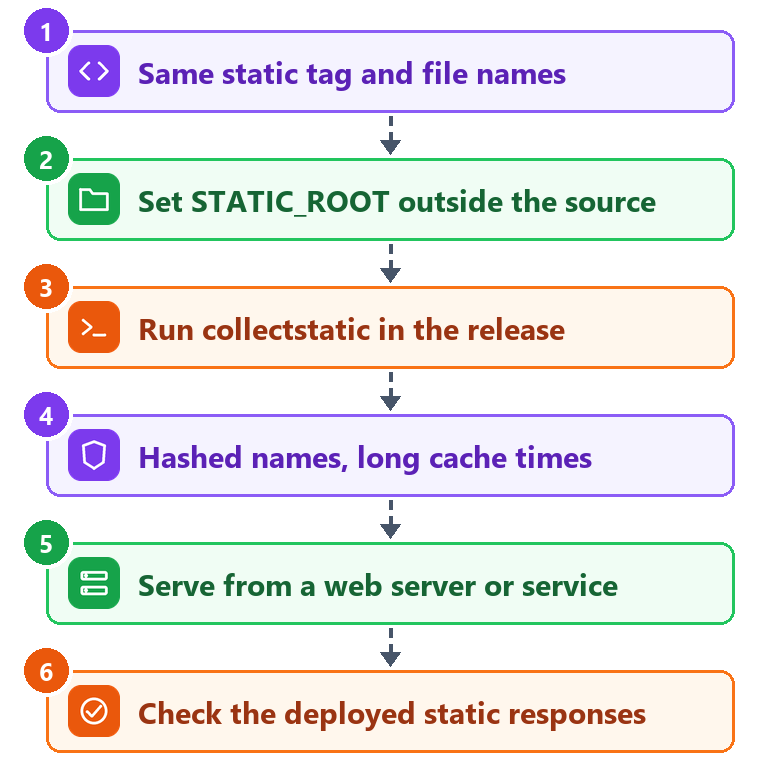 1
Same static tag and file names
2
Set STATIC_ROOT outside the source
3
Run collectstatic in the release
4
Hashed names, long cache times
5
Serve from a web server or service
6
Check the deployed static responses